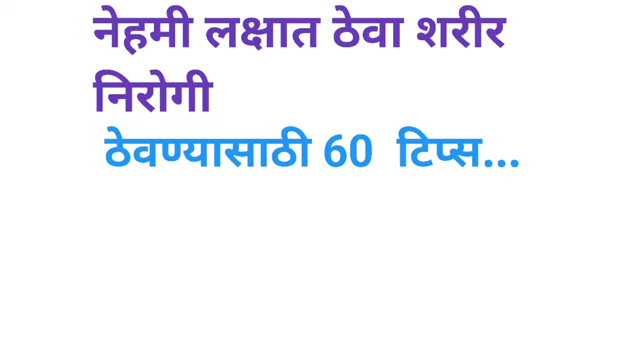 नेहमी लक्षात ठेवा शरीर
निरोगी
ठेवण्यासाठी 60 टिप्स...